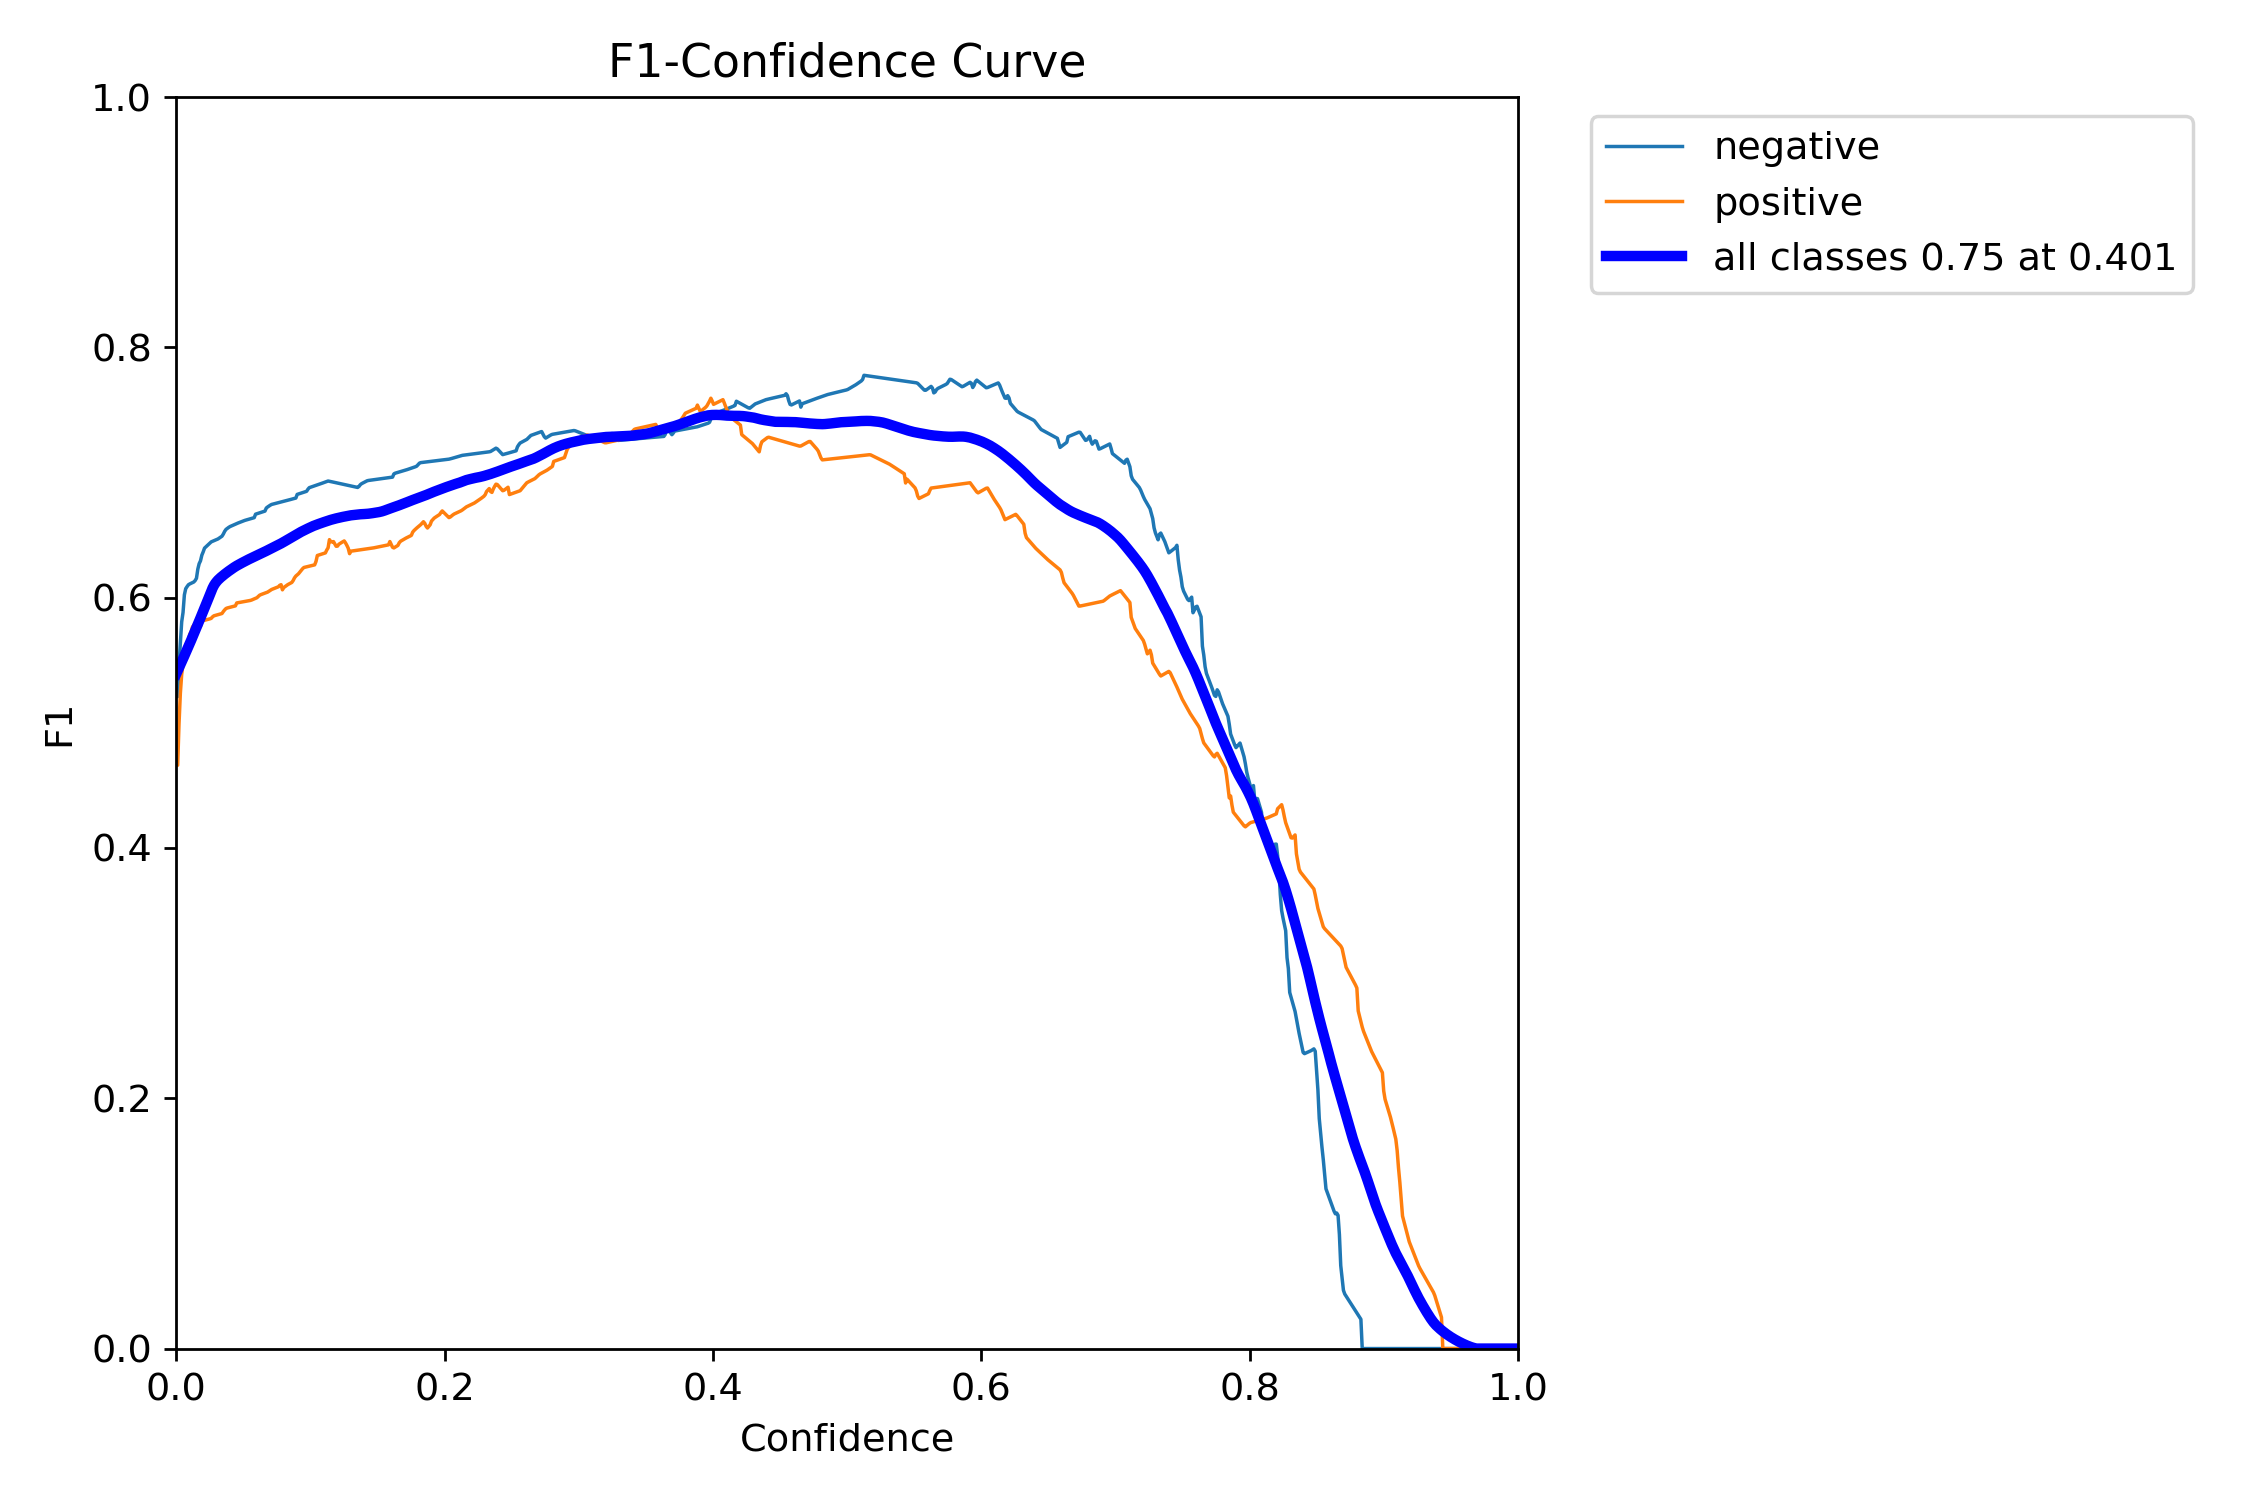 F1-Confidence Curve
1.0
0.8
0.6
0.4
0.2
0.0
F1
0.0 0.2 0.4 0.6 0.8 1.0
Confidence
negative
positive
all classes 0.75 at 0.401